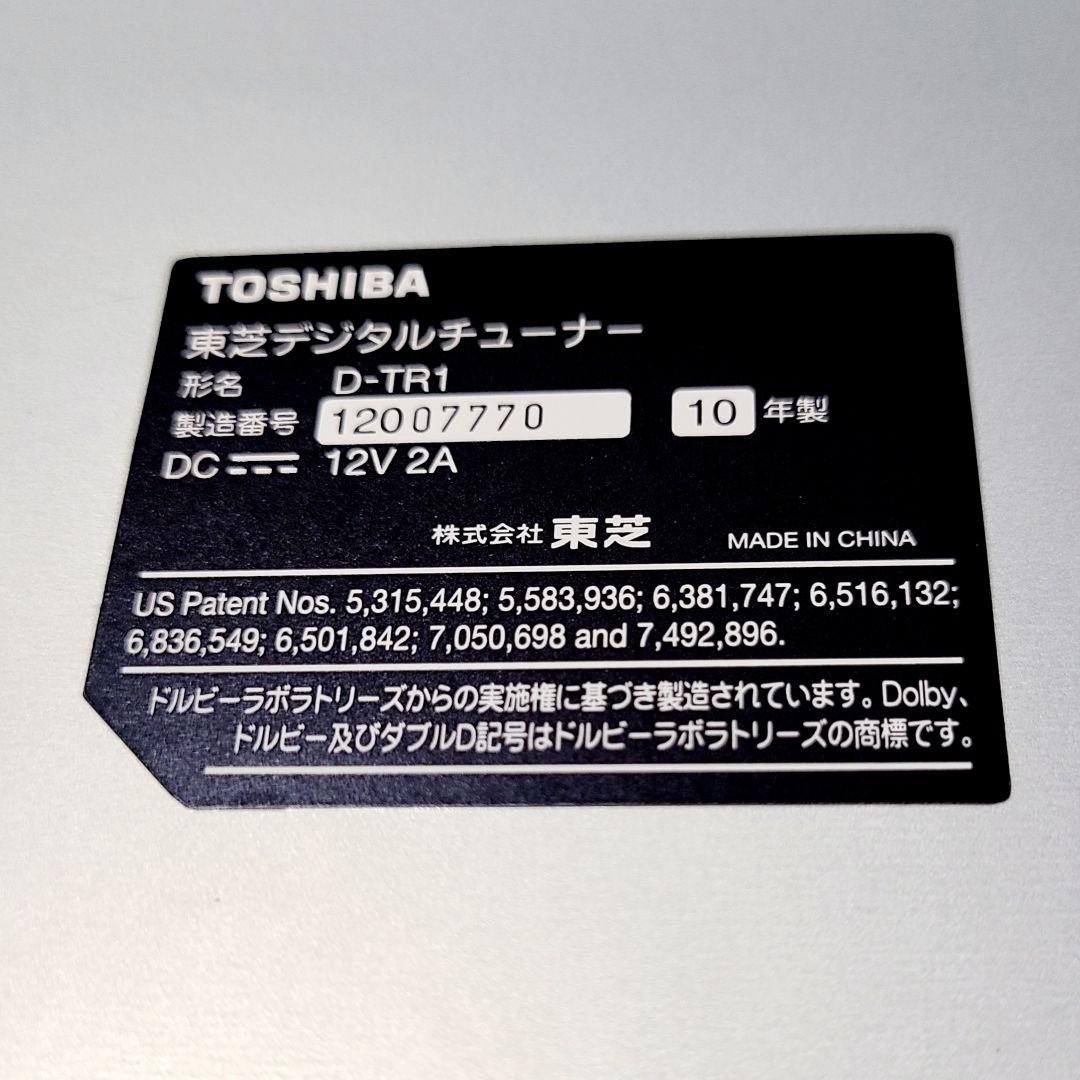 TOSHIBA
東芝デジタルチューナー
形名 D-TR1
製造番号 12007770 10 年製
DC 12V 2A
株式会社 東芝 MADE IN CHINA
US Patent Nos. 5,315,448; 5,583,936; 6,381,747; 6,516,132;
6,836,549; 6,501,842; 7,050,698 and 7,492,896.
ドルビーラボラトリーズからの実施権に基づき製造されています。Dolby、
ドルビー及びダブルD記号はドルビーラボラトリーズの商標です。